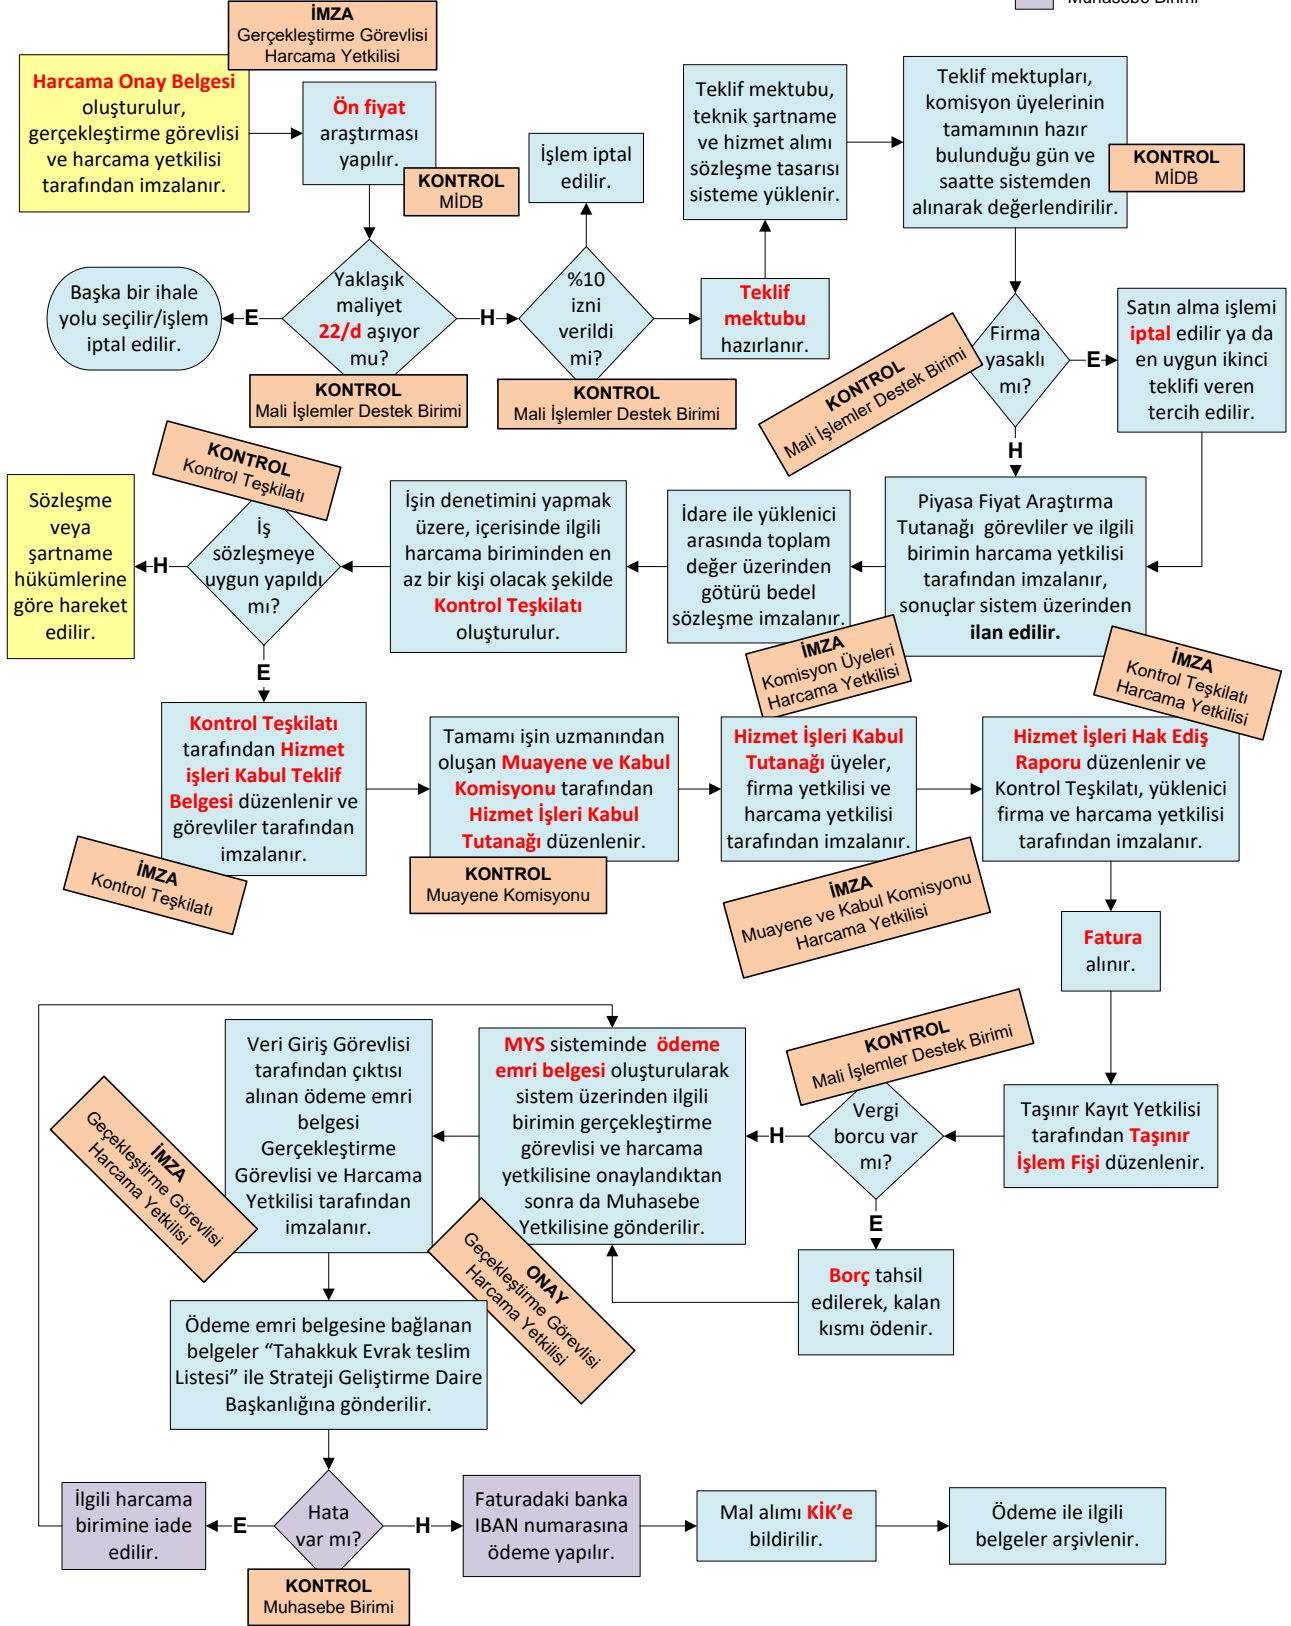 Muhasebe Birimi
İMZA
Gerçekleştirme Görevlisi
Harcama Yetkilisi
Harcama Onay Belgesi
oluşturulur,
gerçekleştirme görevlisi
ve harcama yetkilisi
tarafından imzalanır.
Ön fiyat
araştırması
yapılır.
KONTROL
MİDB
İşlem iptal
edilir.
Teklif mektubu,
teknik şartname
ve hizmet alımı
sözleşme tasarısı
sisteme yüklenir.
Teklif mektupları,
komisyon üyelerinin
tamamının hazır
bulunduğu gün ve
saatte sistemden
alınarak değerlendirilir.
KONTROL
MİDB
Başka bir ihale
yolu seçilir/işlem
iptal edilir.
E
Yaklaşık
maliyet
22/d aşıyor
mu?
H
KONTROL
Mali İşlemler Destek Birimi
%10
izni
verildi
mi?
KONTROL
Mali İşlemler Destek Birimi
Teklif
mektubu
hazırlanır.
KONTROL
Mali İşlemler Destek Birimi
Firma
yasaklı
mı?
E
H
Satın alma işlemi
iptal edilir ya da
en uygun ikinci
teklifi veren
tercih edilir.
Sözleşme
veya
şartname
hükümlerine
göre hareket
edilir.
H
KONTROL
Kontrol Teşkilatı
İş
sözleşmeye
uygun yapıldı
mı?
E
İşin denetimini yapmak
üzere, içerisinde ilgili
harcama biriminden en
az bir kişi olacak şekilde
Kontrol Teşkilatı
oluşturulur.
İdare ile yüklenici
arasında toplam
değer üzerinden
götürü bedel
sözleşme imzalanır.
Piyasa Fiyat Araştırma
Tutanağı görevliler ve ilgili
birimin harcama yetkilisi
tarafından imzalanır,
sonuçlar sistem üzerinden
ilan edilir.
İMZA
Komisyon Üyeleri
Harcama Yetkilisi
İMZA
Kontrol Teşkilatı
Harcama Yetkilisi
Kontrol Teşkilatı
tarafından Hizmet
işleri Kabul Teklif
Belgesi düzenlenir ve
görevliler tarafından
imzalanır.
İMZA
Kontrol Teşkilatı
Tamamı işin uzmanından
oluşan Muayene ve Kabul
Komisyonu tarafından
Hizmet İşleri Kabul
Tutanağı düzenlenir.
KONTROL
Muayene Komisyonu
Hizmet İşleri Kabul
Tutanağı üyeler,
firma yetkilisi ve
harcama yetkilisi
tarafından imzalanır.
İMZA
Muayene ve Kabul Komisyonu
Harcama Yetkilisi
Hizmet İşleri Hak Ediş
Raporu düzenlenir ve
Kontrol Teşkilatı, yüklenici
firma ve harcama yetkilisi
tarafından imzalanır.
Fatura
alınır.
Veri Giriş Görevlisi
tarafından çıktısı
alınan ödeme emri
belgesi
Gerçekleştirme
Görevlisi ve Harcama
Yetkilisi tarafından
imzalanır.
İMZA
Geçekleştirme Görevlisi
Harcama Yetkilisi
MYS sisteminde ödeme
emri belgesi oluşturularak
sistem üzerinden ilgili
birimin gerçekleştirme
görevlisi ve harcama
yetkilisine onaylandıktan
sonra da Muhasebe
Yetkilisine gönderilir.
ONAY
Geçekleştirme Görevlisi
Harcama Yetkilisi
H
KONTROL
Mali İşlemler Destek Birimi
Vergi
borcu var
mı?
E
Taşınır Kayıt Yetkilisi
tarafından Taşınır
İşlem Fişi düzenlenir.
Borç tahsil
edilerek, kalan
kısmı ödenir.
Ödeme emri belgesine bağlanan
belgeler “Tahakkuk Evrak teslim
Listesi” ile Strateji Geliştirme Daire
Başkanlığına gönderilir.
İlgili harcama
birimine iade
edilir.
E
Hata
var mı?
H
KONTROL
Muhasebe Birimi
Faturadaki banka
IBAN numarasına
ödeme yapılır.
Mal alımı KİK’e
bildirilir.
Ödeme ile ilgili
belgeler arşivlenir.